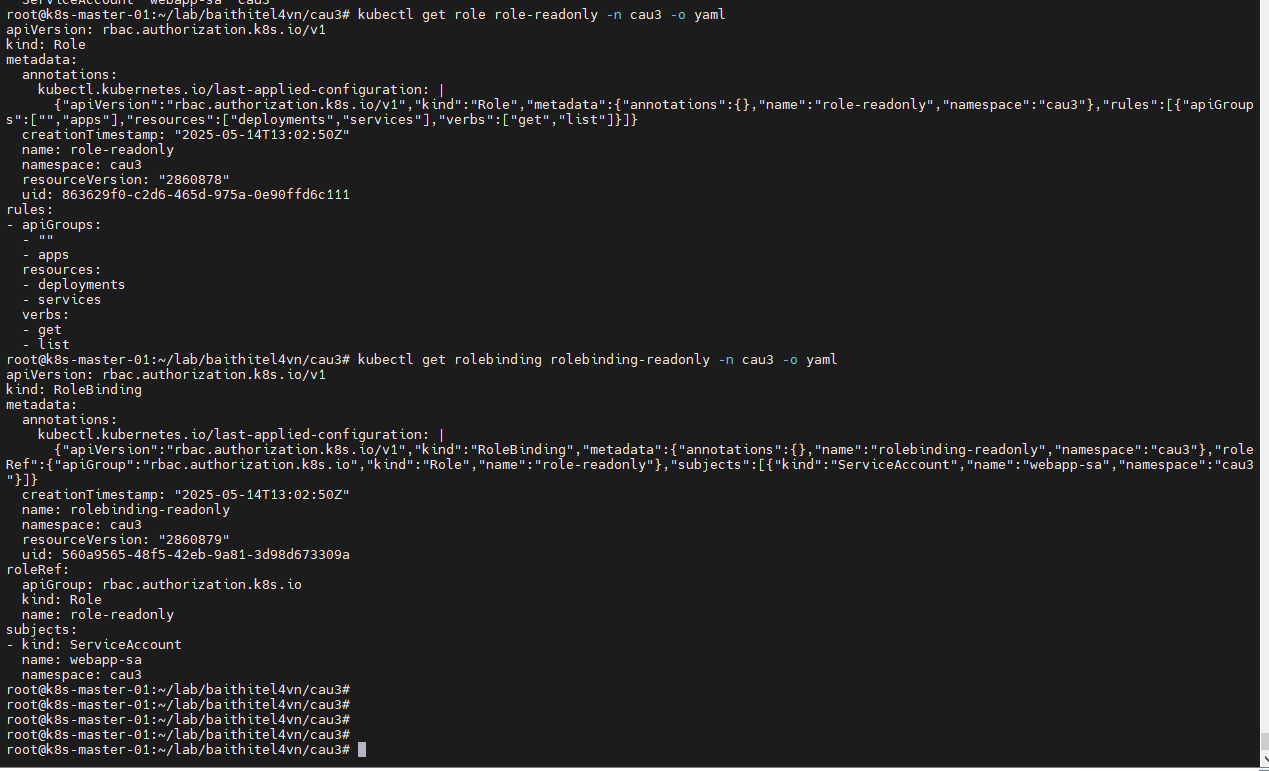 ServiceAccount  webapp-sa  cau3
root@k8s-master-01:~/lab/baithitel4vn/cau3# kubectl get role role-readonly -n cau3 -o yaml
apiVersion: rbac.authorization.k8s.io/v1
kind: Role
metadata:
  annotations:
    kubectl.kubernetes.io/last-applied-configuration: |
      {"apiVersion":"rbac.authorization.k8s.io/v1","kind":"Role","metadata":{"annotations":{},"name":"role-readonly","namespace":"cau3"},"rules":[{"apiGroup
s":["","apps"],"resources":["deployments","services"],"verbs":["get","list"]}]}
  creationTimestamp: "2025-05-14T13:02:50Z"
  name: role-readonly
  namespace: cau3
  resourceVersion: "2860878"
  uid: 863629f0-c2d6-465d-975a-0e90ffd6c111
rules:
- apiGroups:
  - ""
  - apps
  resources:
  - deployments
  - services
  verbs:
  - get
  - list
root@k8s-master-01:~/lab/baithitel4vn/cau3# kubectl get rolebinding rolebinding-readonly -n cau3 -o yaml
apiVersion: rbac.authorization.k8s.io/v1
kind: RoleBinding
metadata:
  annotations:
    kubectl.kubernetes.io/last-applied-configuration: |
      {"apiVersion":"rbac.authorization.k8s.io/v1","kind":"RoleBinding","metadata":{"annotations":{},"name":"rolebinding-readonly","namespace":"cau3"},"role
Ref":{"apiGroup":"rbac.authorization.k8s.io","kind":"Role","name":"role-readonly"},"subjects":[{"kind":"ServiceAccount","name":"webapp-sa","namespace":"cau3
"}]}
  creationTimestamp: "2025-05-14T13:02:50Z"
  name: rolebinding-readonly
  namespace: cau3
  resourceVersion: "2860879"
  uid: 560a9565-48f5-42eb-9a81-3d98d673309a
roleRef:
  apiGroup: rbac.authorization.k8s.io
  kind: Role
  name: role-readonly
subjects:
- kind: ServiceAccount
  name: webapp-sa
  namespace: cau3
root@k8s-master-01:~/lab/baithitel4vn/cau3#
root@k8s-master-01:~/lab/baithitel4vn/cau3#
root@k8s-master-01:~/lab/baithitel4vn/cau3#
root@k8s-master-01:~/lab/baithitel4vn/cau3#
root@k8s-master-01:~/lab/baithitel4vn/cau3#